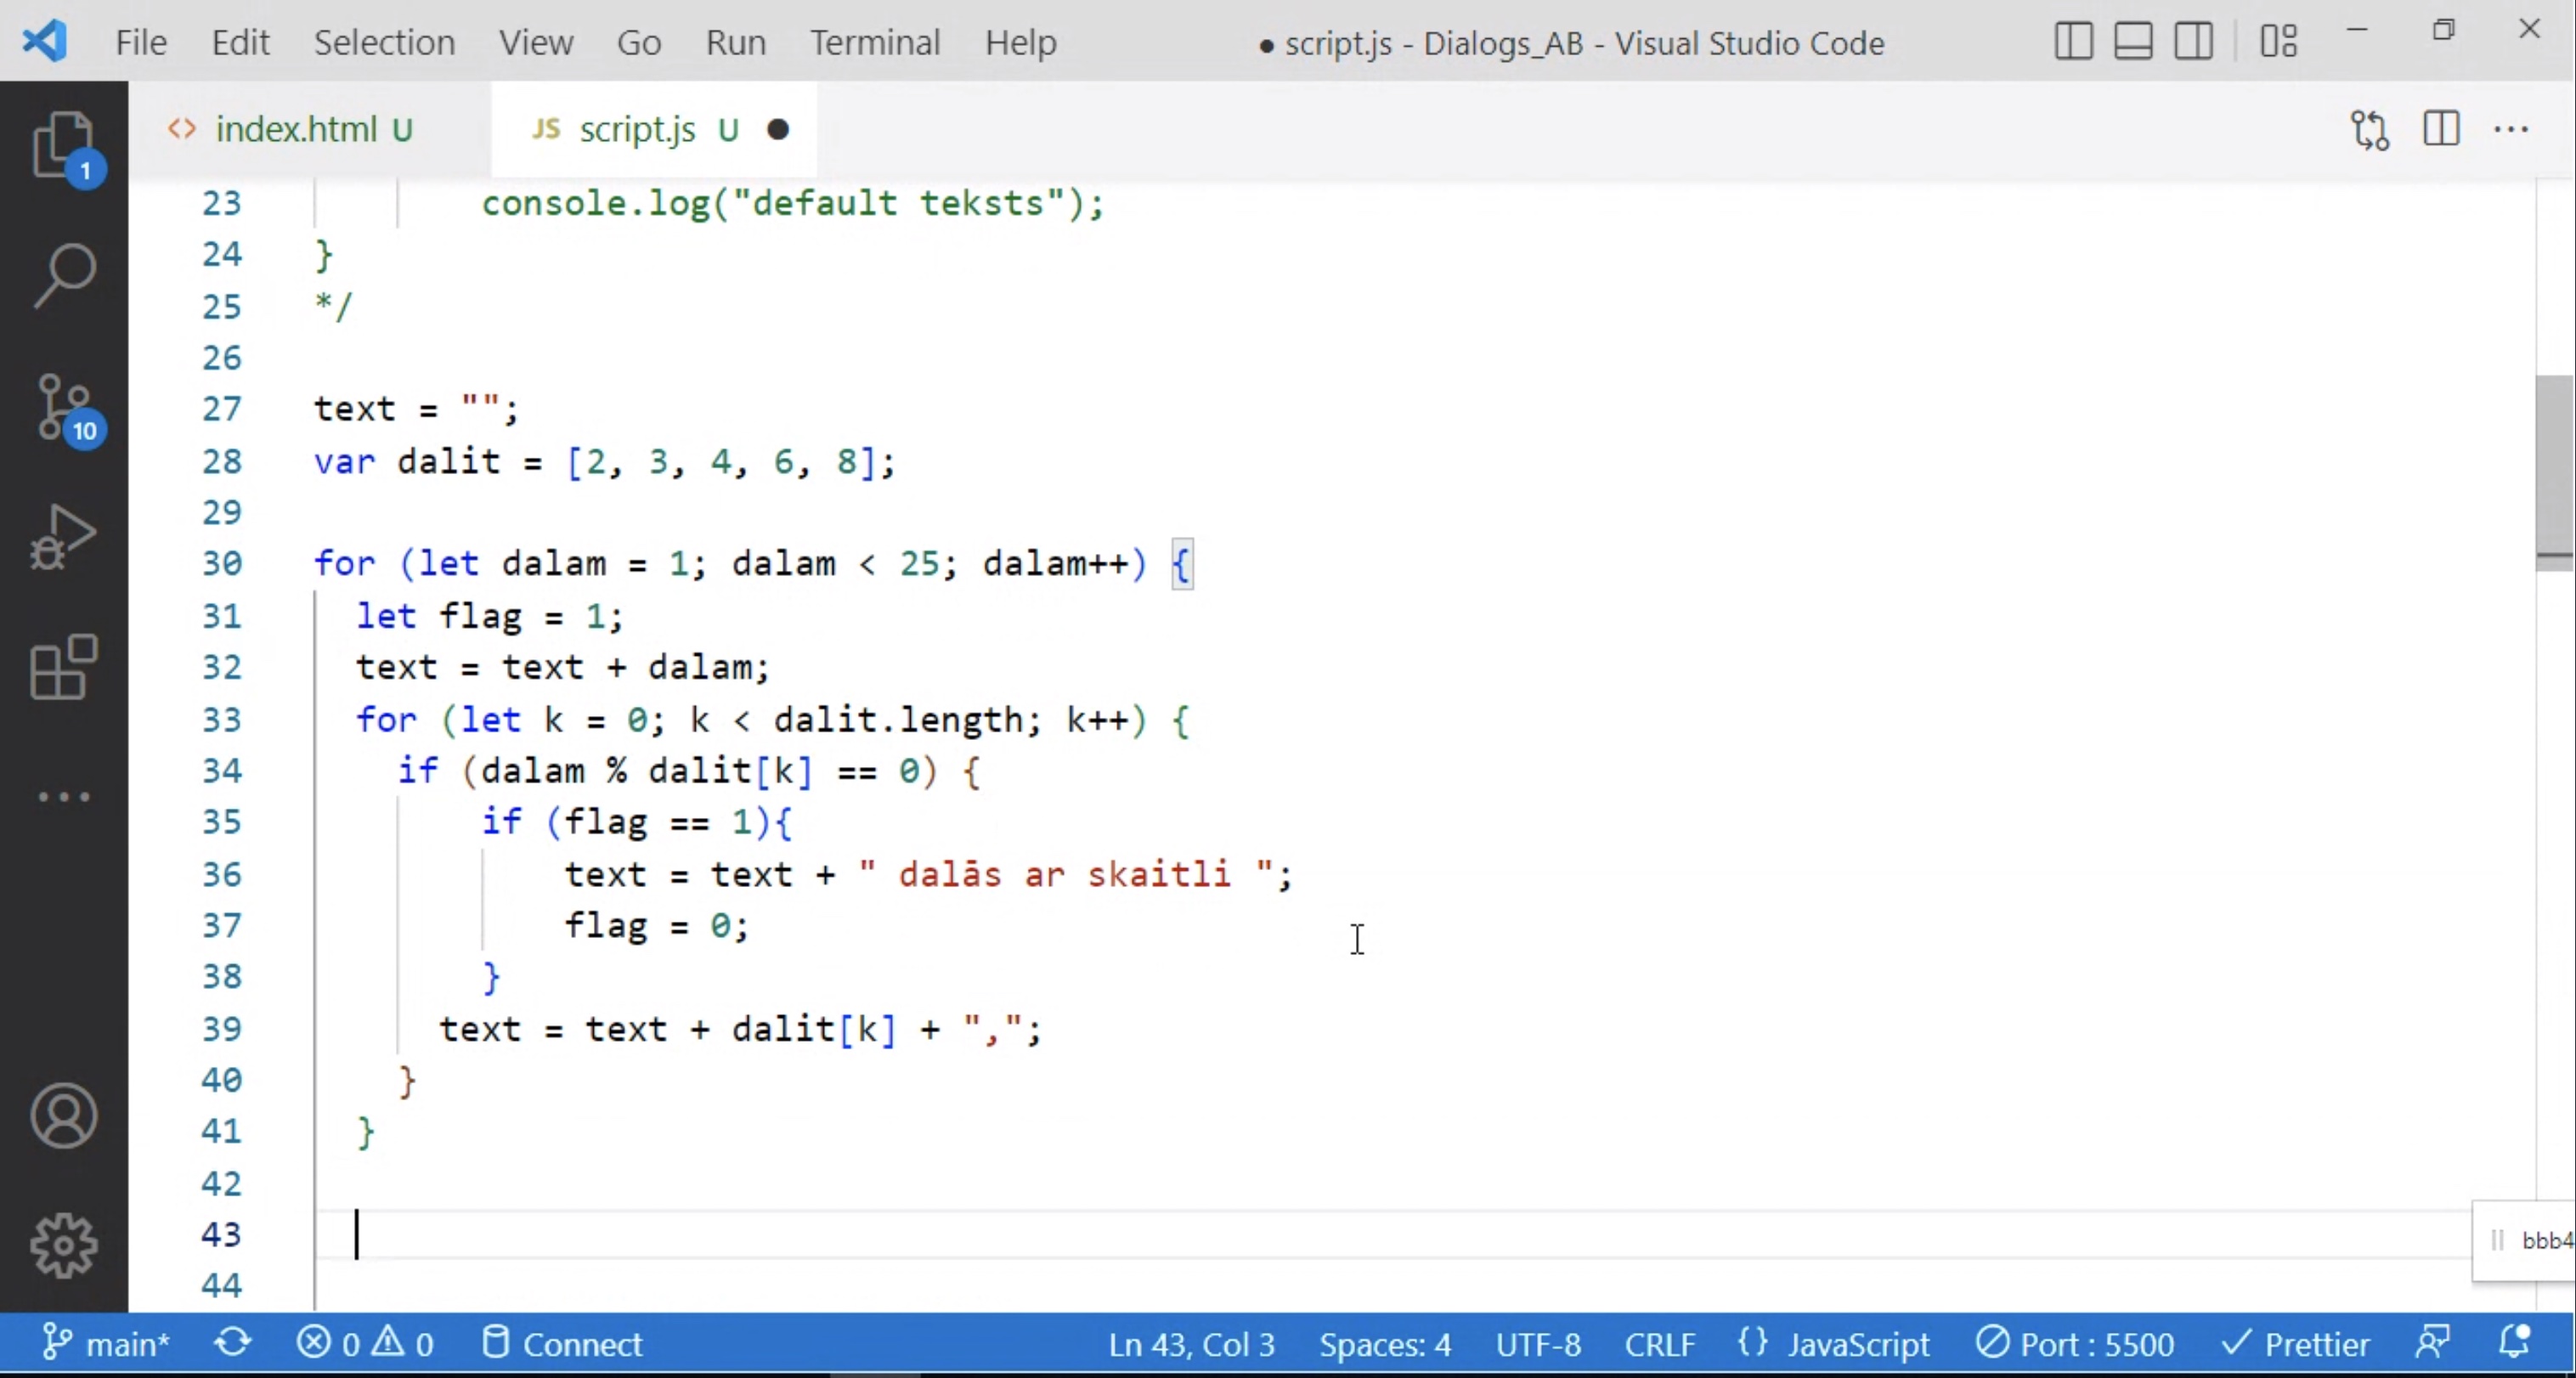 File Edit Selection View Go Run Terminal Help ● script.js - Dialogs_AB - Visual Studio Code
<> index.html U JS script.js U ●
1
10
23 console.log("default teksts");
24 }
25 */
26
27 text = "";
28 var dalit = [2, 3, 4, 6, 8];
29
30 for (let dalam = 1; dalam < 25; dalam++) {
31 let flag = 1;
32 text = text + dalam;
33 for (let k = 0; k < dalit.length; k++) {
34 if (dalam % dalit[k] == 0) {
35 if (flag == 1){
36 text = text + " dalās ar skaitli ";
37 flag = 0;
38 }
39 text = text + dalit[k] + ",";
40 }
41 }
42
43
44
bbb4
main* 0 0 Connect Ln 43, Col 3 Spaces: 4 UTF-8 CRLF {} JavaScript Port : 5500 Prettier